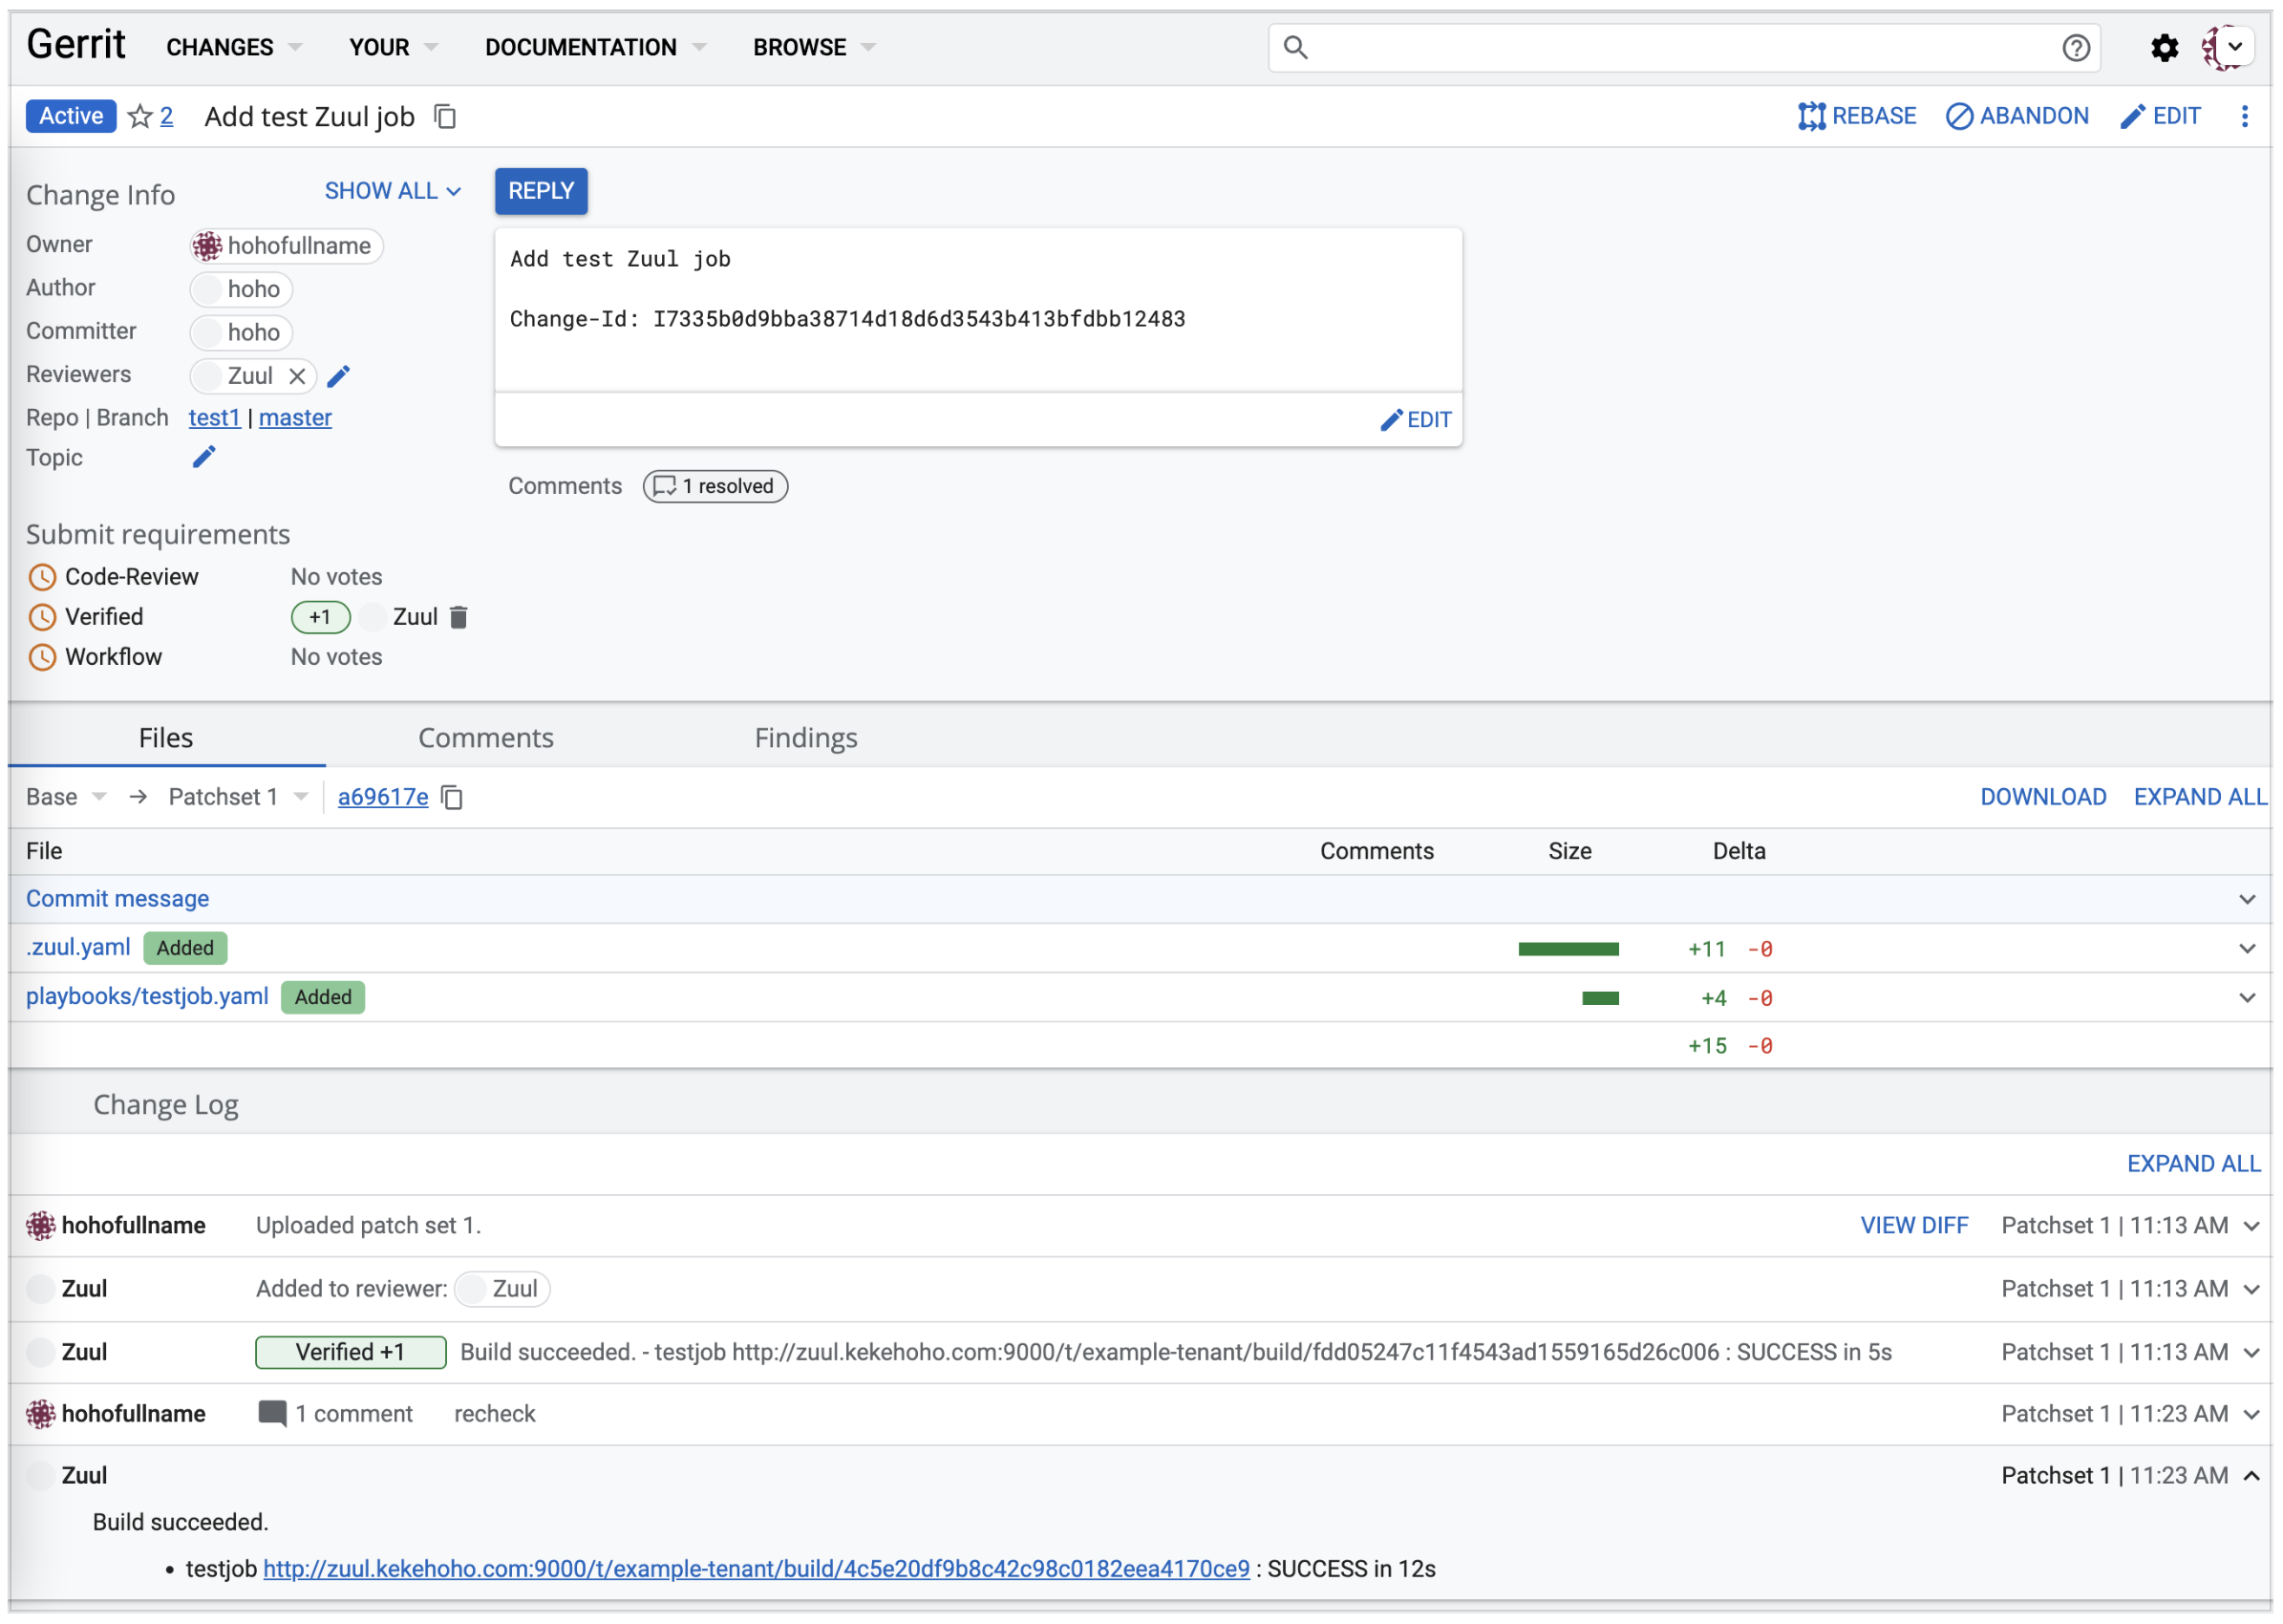 Gerrit CHANGES YOUR DOCUMENTATION BROWSE
Active 2 Add test Zuul job REBASE ABANDON EDIT
Change Info SHOW ALL REPLY
Owner hohofullname
Author hoho
Committer hoho
Reviewers Zuul
Repo | Branch test1 | master
Topic
Add test Zuul job
Change-Id: I7335b0d9bba38714d18d6d3543b413bfdbb12483
EDIT
Comments 1 resolved
Submit requirements
Code-Review No votes
Verified +1 Zuul
Workflow No votes
Files Comments Findings
Base → Patchset 1 a69617e DOWNLOAD EXPAND ALL
File Comments Size Delta
Commit message
.zuul.yaml Added +11 -0
playbooks/testjob.yaml Added +4 -0
+15 -0
Change Log
EXPAND ALL
hohofullname Uploaded patch set 1. VIEW DIFF Patchset 1 | 11:13 AM
Zuul Added to reviewer: Zuul Patchset 1 | 11:13 AM
Zuul Verified +1 Build succeeded. - testjob http://zuul.kekehoho.com:9000/t/example-tenant/build/fdd05247c11f4543ad1559165d26c006 : SUCCESS in 5s Patchset 1 | 11:13 AM
hohofullname 1 comment recheck Patchset 1 | 11:23 AM
Zuul Patchset 1 | 11:23 AM
Build succeeded.
• testjob http://zuul.kekehoho.com:9000/t/example-tenant/build/4c5e20df9b8c42c98c0182eea4170ce9 : SUCCESS in 12s